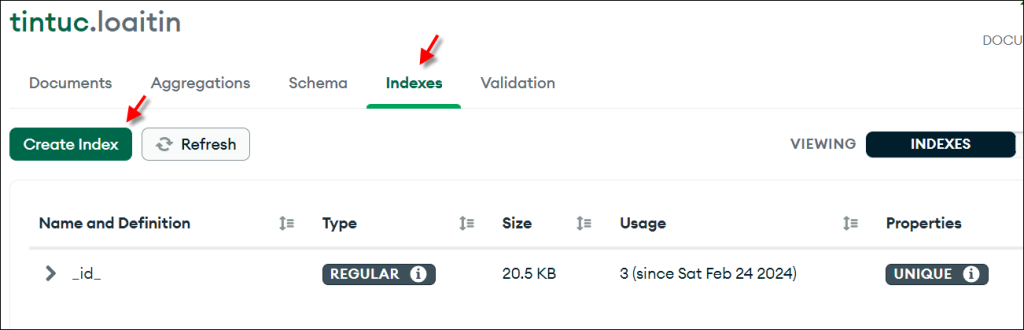 tintuc.loaitin
DOCU
Documents Aggregations Schema Indexes Validation
Create Index Refresh VIEWING INDEXES
Name and Definition Type Size Usage Properties
_id_ REGULAR 20.5 KB 3 (since Sat Feb 24 2024) UNIQUE